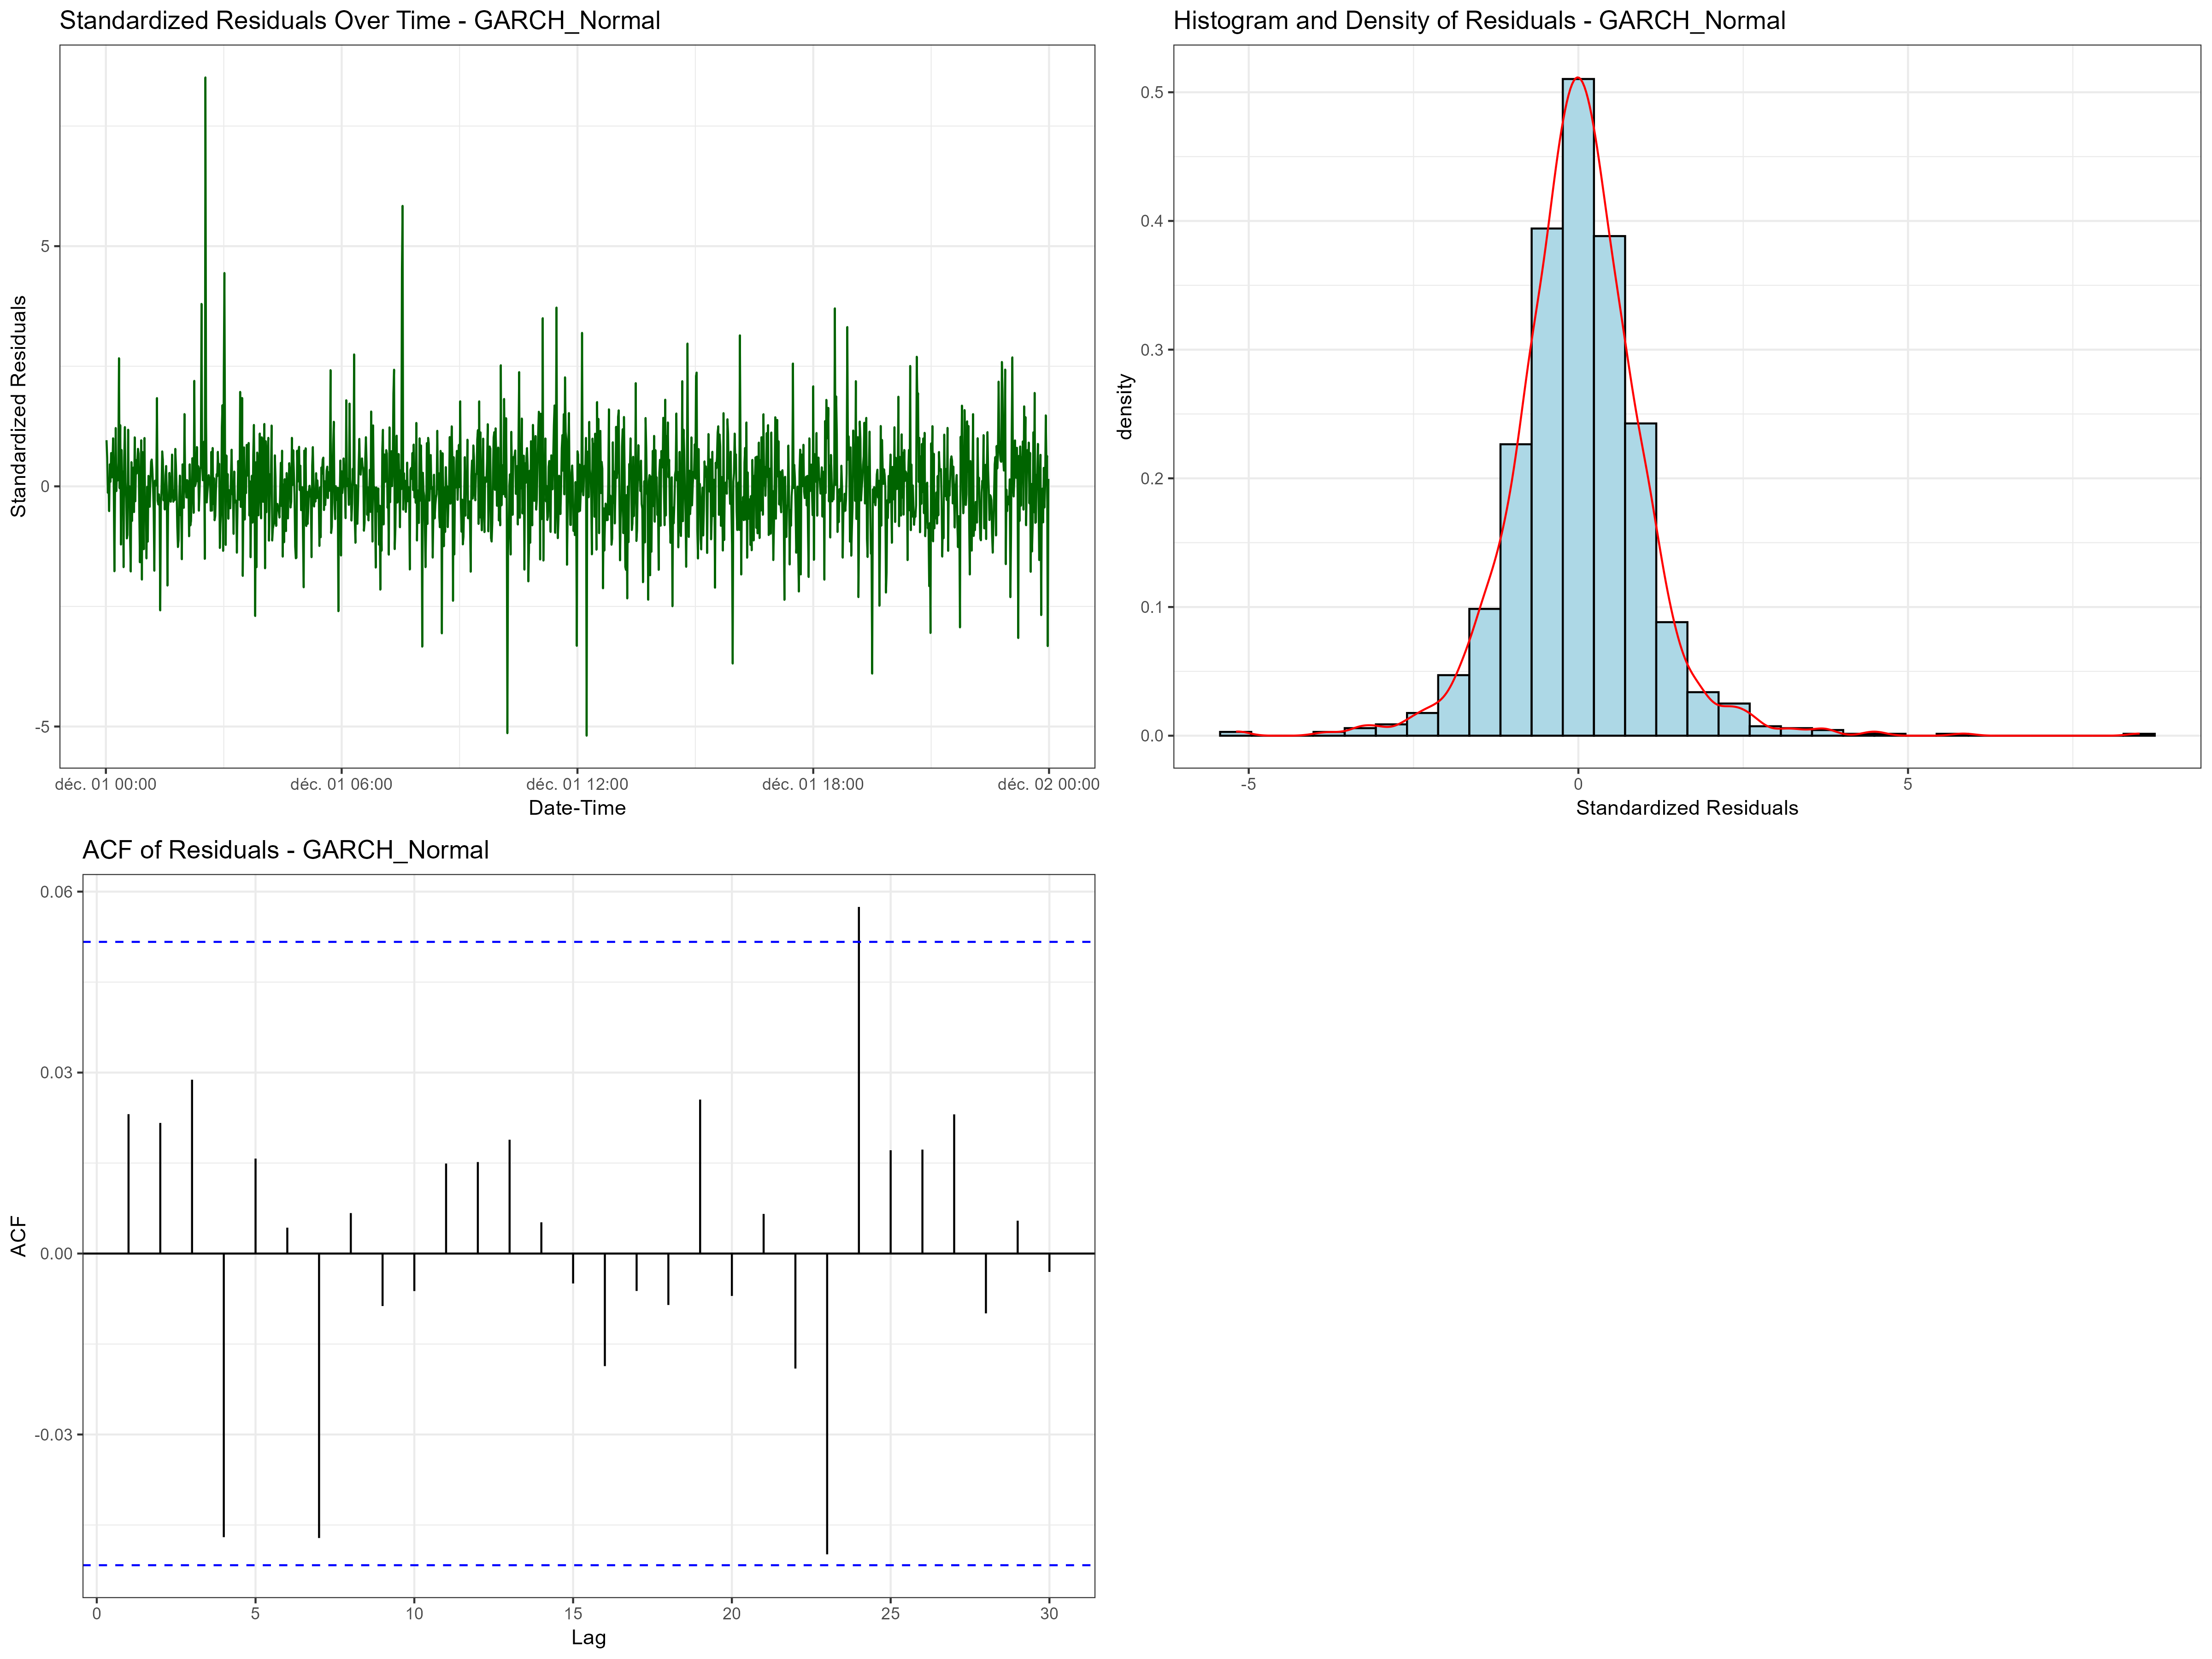 Standardized Residuals Over Time - GARCH_Normal
Standardized Residuals
5
0
-5
déc. 01 00:00
déc. 01 06:00
déc. 01 12:00
déc. 01 18:00
déc. 02 00:00
Date-Time
Histogram and Density of Residuals - GARCH_Normal
density
0.5
0.4
0.3
0.2
0.1
0.0
-5
0
5
Standardized Residuals
ACF of Residuals - GARCH_Normal
ACF
0.06
0.03
0.00
-0.03
0
5
10
15
20
25
30
Lag